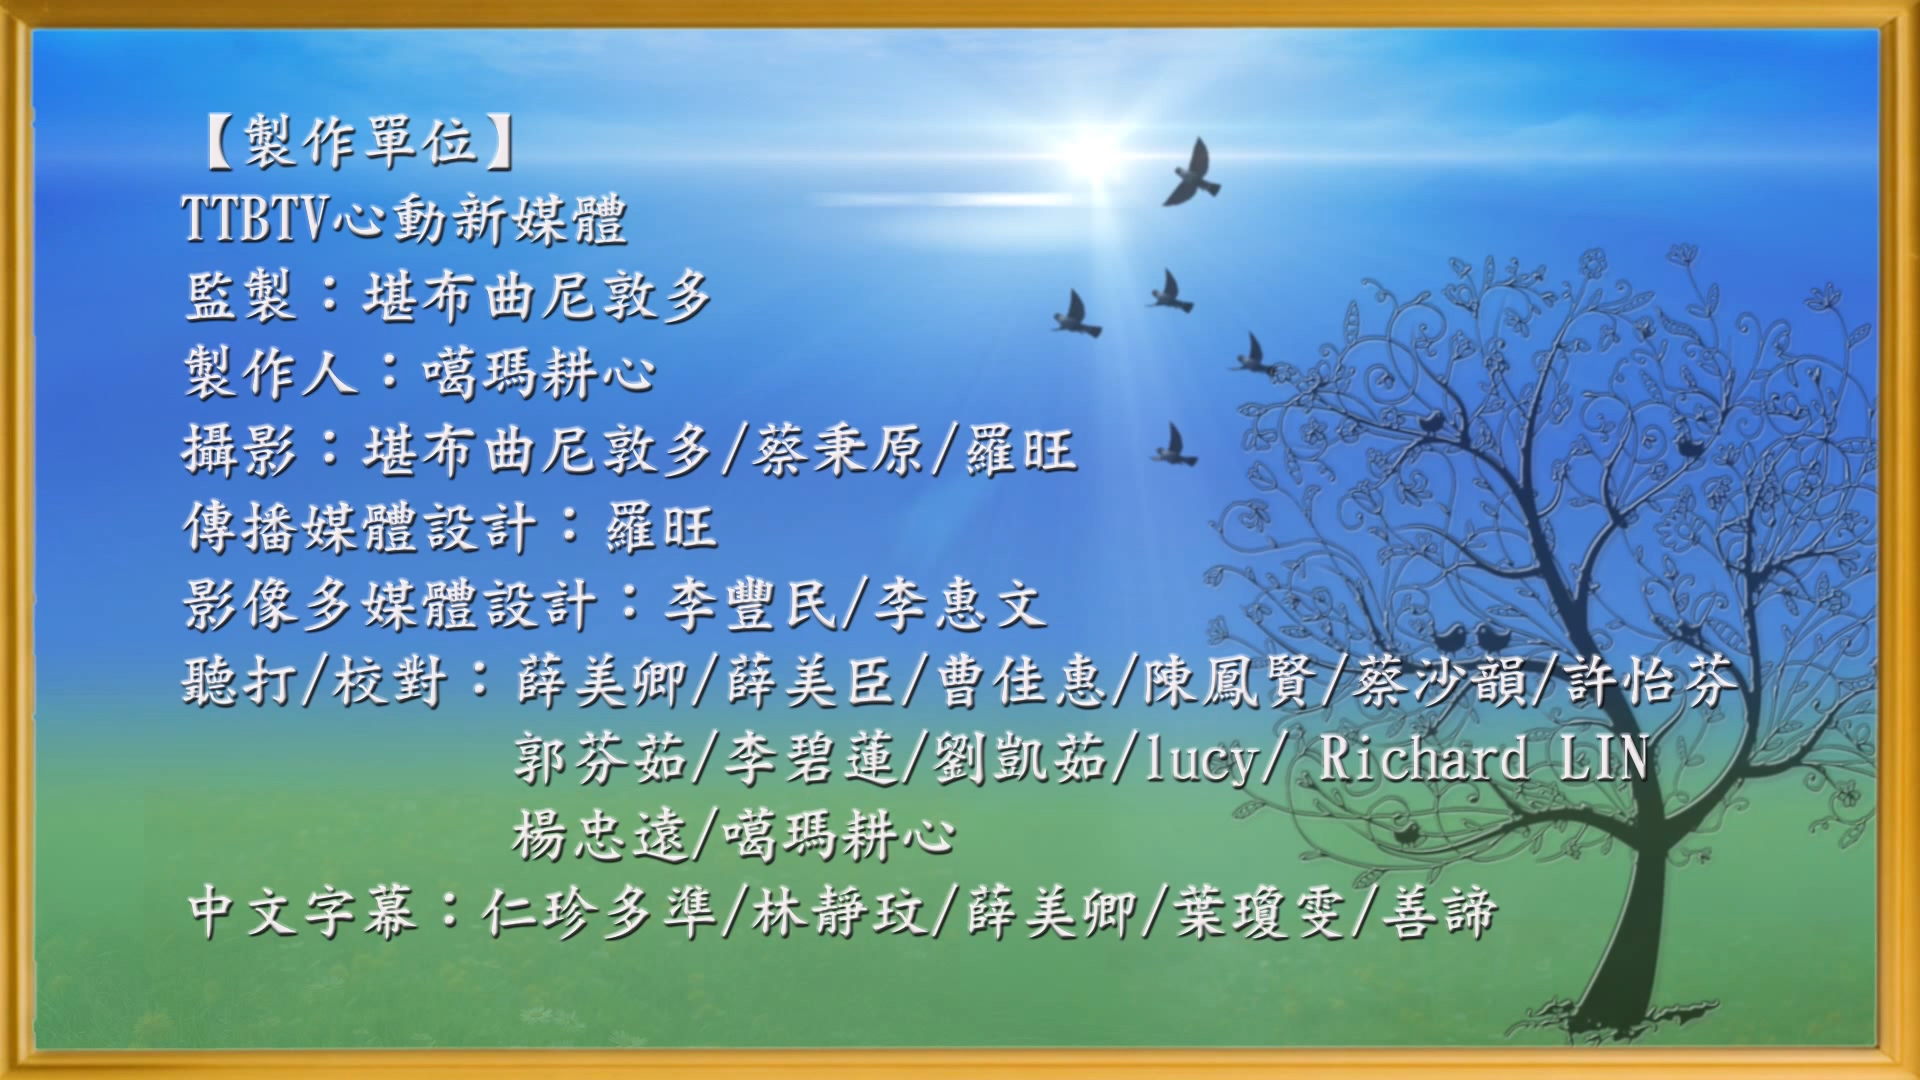 【製作單位】
TTBTV心動新媒體
監製：堪布曲尼敦多
製作人：噶瑪耕心
攝影：堪布曲尼敦多/蔡秉原/羅旺
傳播媒體設計：羅旺
影像多媒體設計：李豐民/李惠文
聽打/校對：薛美卿/薛美臣/曹佳惠/陳鳳賢/蔡沙韻/許怡芬
郭芬茹/李碧蓮/劉凱茹/lucy/ Richard LIN
楊忠遠/噶瑪耕心
中文字幕：仁珍多準/林靜玟/薛美卿/葉瓊雯/善諦